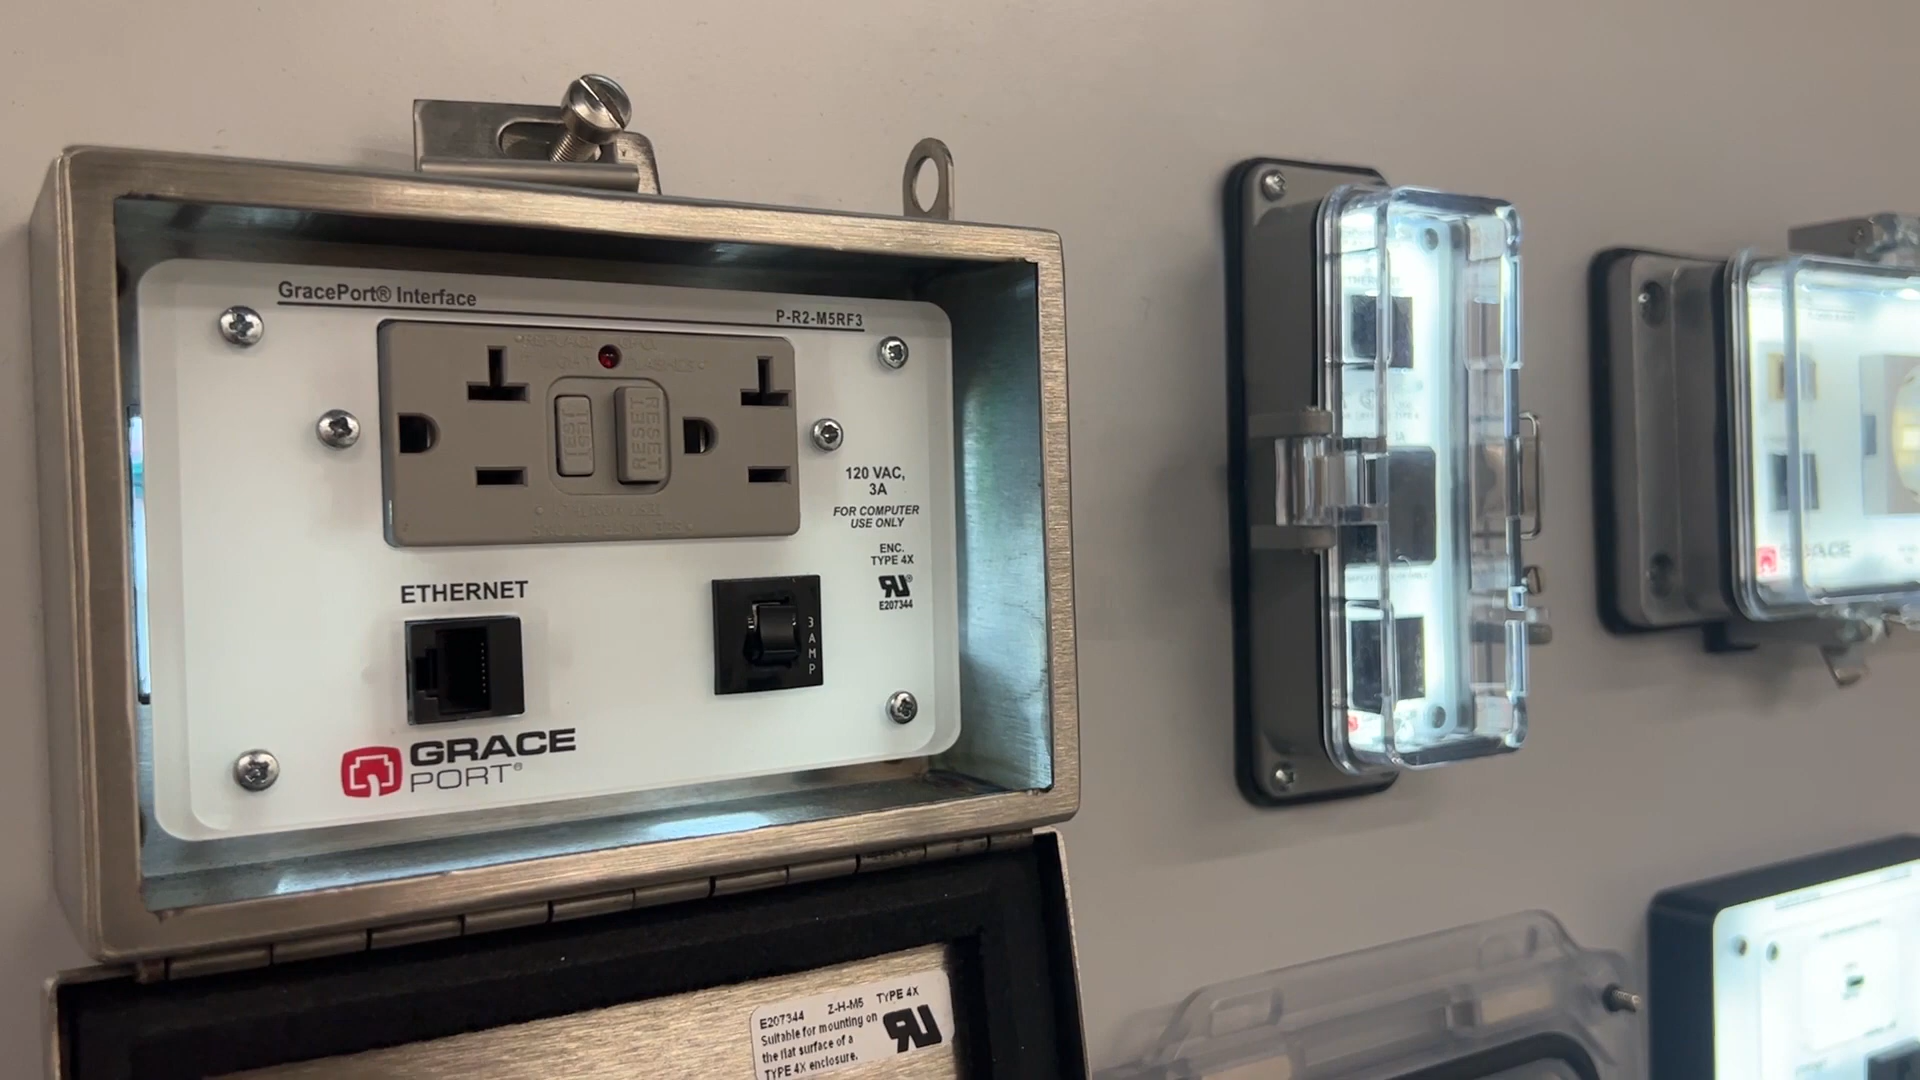 GracePort® Interface
P-R2-M5RF3
TEST
RESET
120 VAC,
3A
FOR COMPUTER
USE ONLY
ENC.
TYPE 4X
E207344
ETHERNET
3 AMP
GRACE
PORT®
E207344 Z-H-M5 TYPE 4X
Suitable for mounting on
the flat surface of a
TYPE 4X enclosure.
GRACE